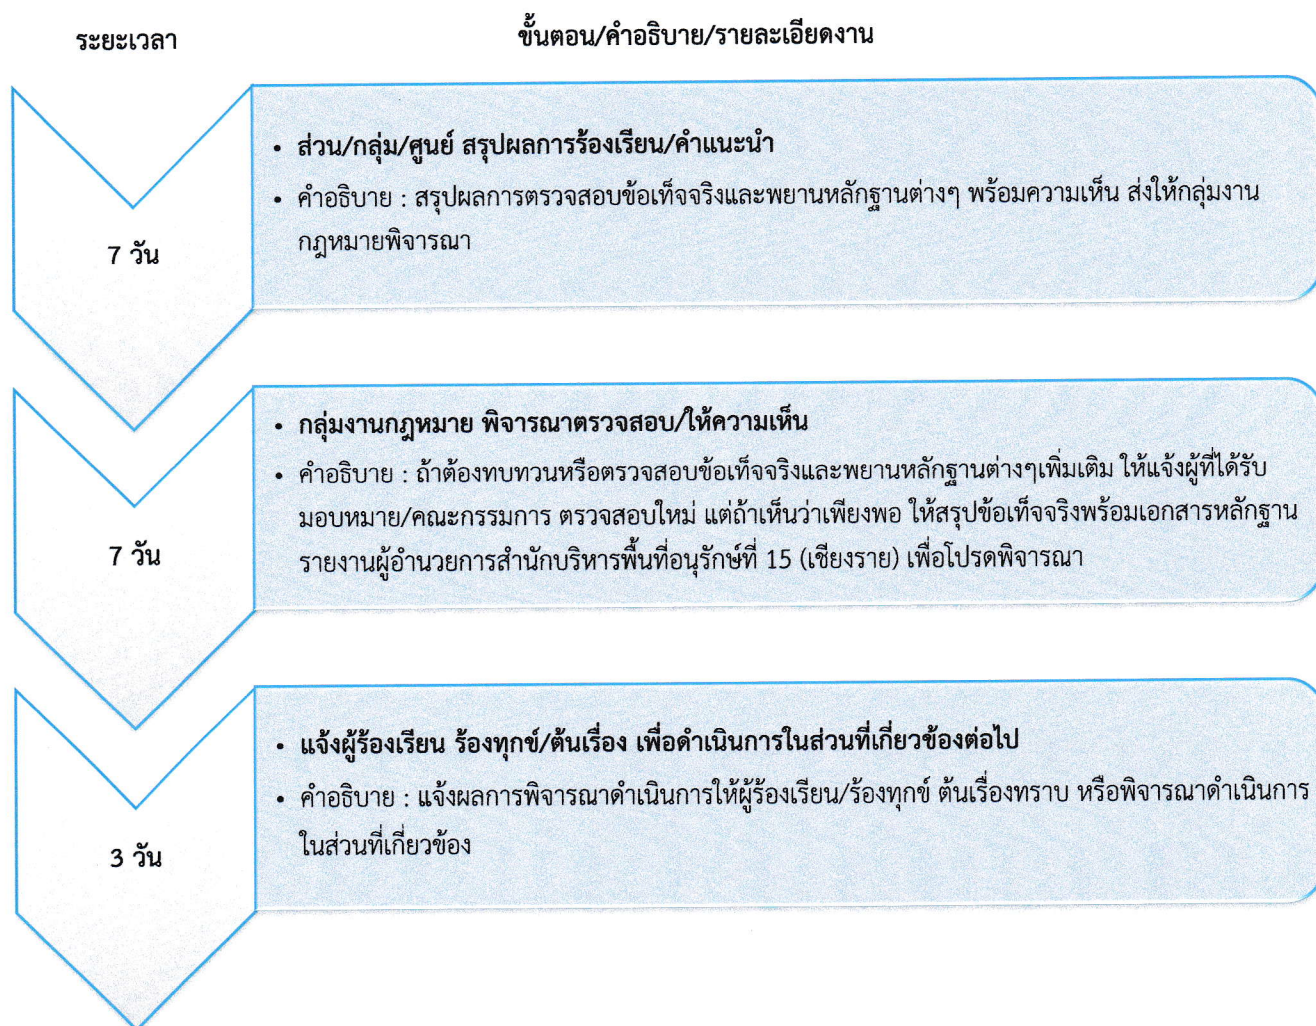 ระยะเวลา
ขั้นตอน/คำอธิบาย/รายละเอียดงาน
• ส่วน/กลุ่ม/ศูนย์ สรุปผลการร้องเรียน/คำแนะนำ
• คำอธิบาย : สรุปผลการตรวจสอบข้อเท็จจริงและพยานหลักฐานต่างๆ พร้อมความเห็น ส่งให้กลุ่มงาน
กฎหมายพิจารณา
7 วัน
• กลุ่มงานกฎหมาย พิจารณาตรวจสอบ/ให้ความเห็น
• คำอธิบาย : ถ้าต้องทบทวนหรือตรวจสอบข้อเท็จจริงและพยานหลักฐานต่างๆเพิ่มเติม ให้แจ้งผู้ที่ได้รับ
มอบหมาย/คณะกรรมการ ตรวจสอบใหม่ แต่ถ้าเห็นว่าเพียงพอ ให้สรุปข้อเท็จจริงพร้อมเอกสารหลักฐาน
รายงานผู้อำนวยการสำนักบริหารพื้นที่อนุรักษ์ที่ 15 (เชียงราย) เพื่อโปรดพิจารณา
7 วัน
• แจ้งผู้ร้องเรียน ร้องทุกข์/ต้นเรื่อง เพื่อดำเนินการในส่วนที่เกี่ยวข้องต่อไป
• คำอธิบาย : แจ้งผลการพิจารณาดำเนินการให้ผู้ร้องเรียน/ร้องทุกข์ ต้นเรื่องทราบ หรือพิจารณาดำเนินการ
ในส่วนที่เกี่ยวข้อง
3 วัน